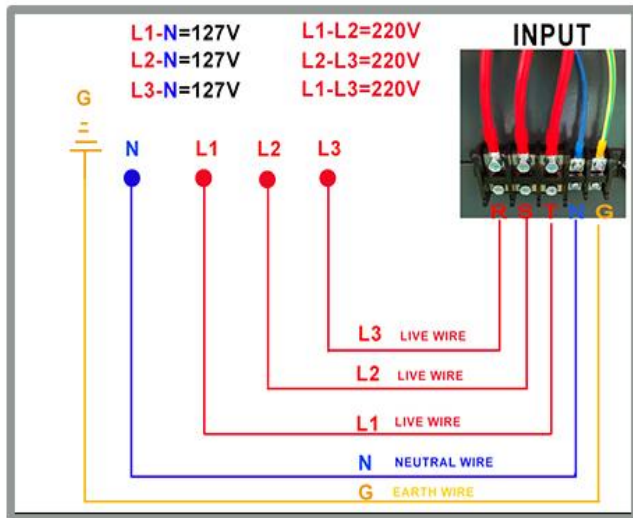 L1-N=127V
L2-N=127V
L3-N=127V
L1-L2=220V
L2-L3=220V
L1-L3=220V
INPUT
G
N
L1
L2
L3
R S T N G
L3 LIVE WIRE
L2 LIVE WIRE
L1 LIVE WIRE
N NEUTRAL WIRE
G EARTH WIRE